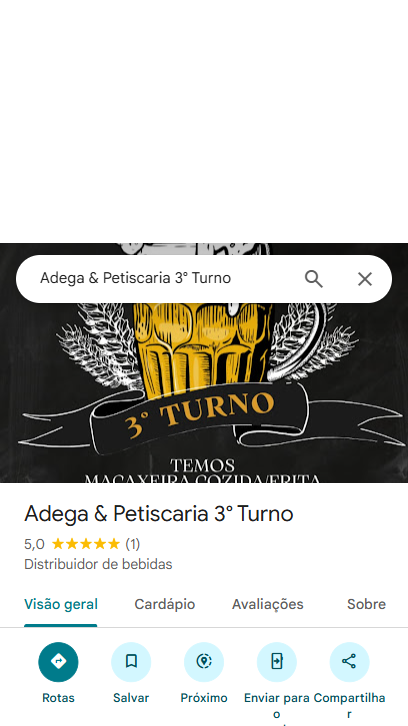 Adega & Petiscaria 3° Turno
3° TURNO
TEMOS
MACAXEIRA COZIDA/FRITA
Adega & Petiscaria 3° Turno
5,0 ★★★★★ (1)
Distribuidor de bebidas
Visão geral Cardápio Avaliações Sobre
Rotas Salvar Próximo Enviar para o Compartilhar